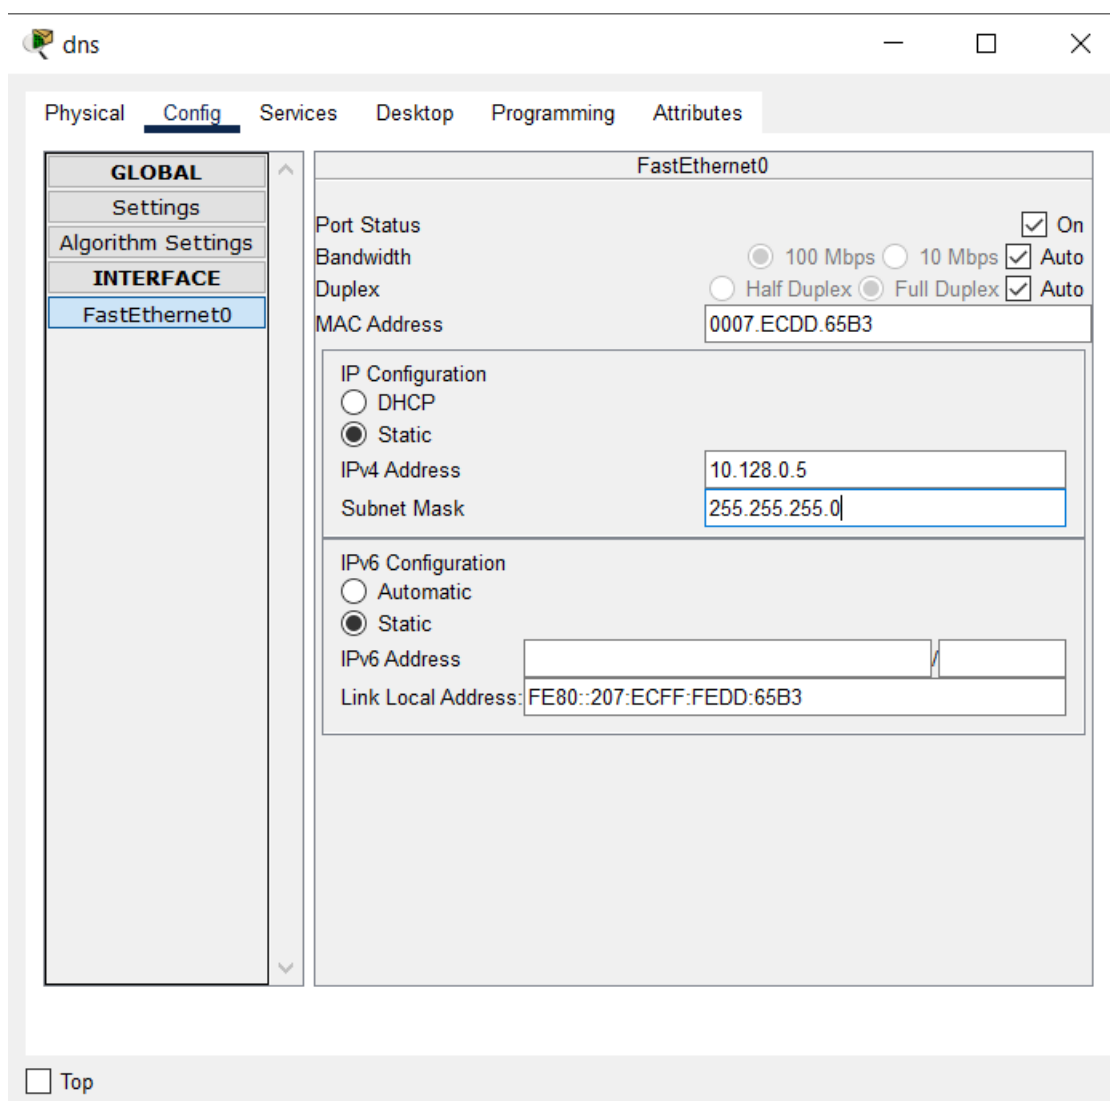 dns
Physical Config Services Desktop Programming Attributes
GLOBAL
Settings
Algorithm Settings
INTERFACE
FastEthernet0
FastEthernet0
Port Status On
Bandwidth 100 Mbps 10 Mbps Auto
Duplex Half Duplex Full Duplex Auto
MAC Address 0007.ECDD.65B3
IP Configuration
DHCP
Static
IPv4 Address 10.128.0.5
Subnet Mask 255.255.255.0
IPv6 Configuration
Automatic
Static
IPv6 Address /
Link Local Address: FE80::207:ECFF:FEDD:65B3
Top